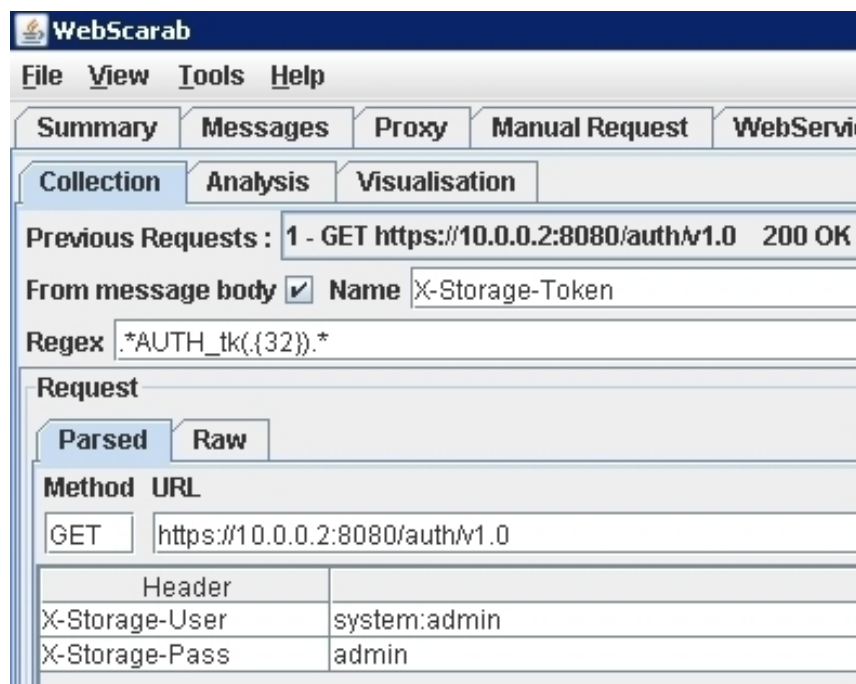 WebScarab
File View Tools Help
Summary Messages Proxy Manual Request WebServi
Collection Analysis Visualisation
Previous Requests : 1 - GET https://10.0.0.2:8080/auth/v1.0 200 OK
From message body Name X-Storage-Token
Regex .*AUTH_tk(.{32}).*
Request
Parsed Raw
Method URL
GET https://10.0.0.2:8080/auth/v1.0
Header
X-Storage-User system:admin
X-Storage-Pass admin